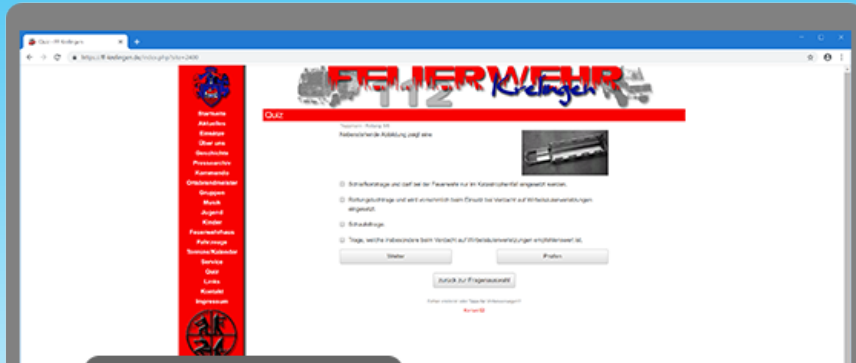 Quiz - ff-krelingen
https://ff-krelingen.de/index.php?site=2400
FEUERWEHR
112 Krelingen
Startseite
Aktuelles
Einsätze
Über uns
Geschichte
Pressearchiv
Kommando
Ortsbrandmeister
Gruppen
Musik
Jugend
Kinder
Feuerwehrhaus
Fahrzeuge
Termine/Kalender
Service
Quiz
Links
Kontakt
Impressum
Quiz
Nebenstehende Abbildung zeigt eine
Schleifkorbtrage und darf bei der Feuerwehr nur im Katastrophenfall eingesetzt werden.
Rettungstuchtrage und wird vornehmlich beim Einsatz bei Verdacht auf Wirbelsäulenverletzungen
eingesetzt.
Schaufeltrage.
Trage, welche insbesondere beim Verdacht auf Wirbelsäulenverletzungen empfehlenswert ist.
Weiter
Prüfen
zurück zur Fragenauswahl